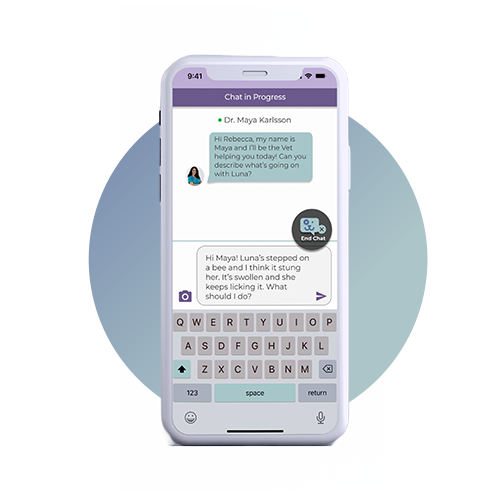 9:41
Chat in Progress
Dr. Maya Karlsson
Hi Rebecca, my name is
Maya and I'll be the Vet
helping you today! Can you
describe what's going on
with Luna?
End Chat
Hi Maya! Luna's stepped on
a bee and I think it stung
her. It's swollen and she
keeps licking it. What
should I do?
Q W E R T Y U I O P
A S D F G H J K L
Z X C V B N M
123 space return